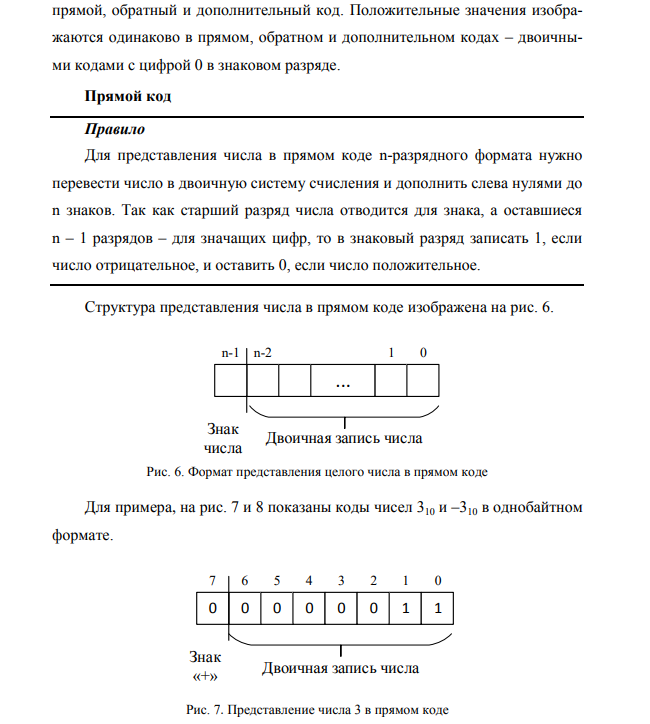 прямой, обратный и дополнительный код. Положительные значения изобра-
жаются одинаково в прямом, обратном и дополнительном кодах – двоичны-
ми кодами с цифрой 0 в знаковом разряде.
Прямой код
Правило
Для представления числа в прямом коде n-разрядного формата нужно
перевести число в двоичную систему счисления и дополнить слева нулями до
n знаков. Так как старший разряд числа отводится для знака, а оставшиеся
n – 1 разрядов – для значащих цифр, то в знаковый разряд записать 1, если
число отрицательное, и оставить 0, если число положительное.
Структура представления числа в прямом коде изображена на рис. 6.
n-1 n-2 1 0
...
Знак
числа
Двоичная запись числа
Рис. 6. Формат представления целого числа в прямом коде
Для примера, на рис. 7 и 8 показаны коды чисел 3₁₀ и –3₁₀ в однобайтном
формате.
7 6 5 4 3 2 1 0
0 0 0 0 0 0 1 1
Знак
«+»
Двоичная запись числа
Рис. 7. Представление числа 3 в прямом коде